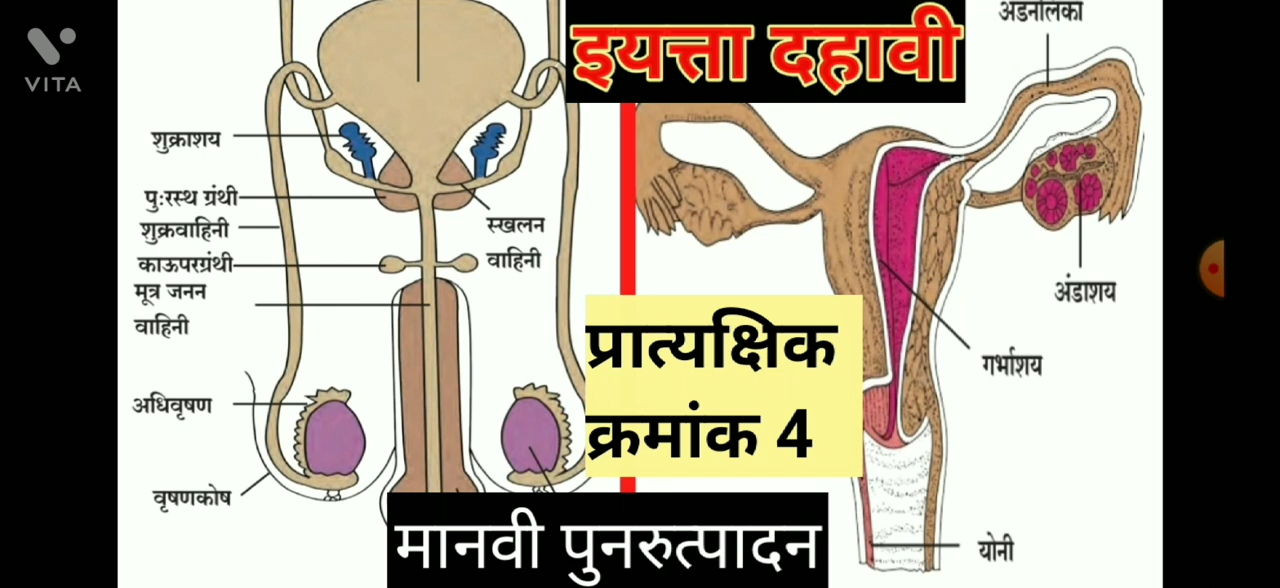 VITA
इयत्ता दहावी
शुक्राशय
पुःरस्थ ग्रंथी
शुक्रवाहिनी
काऊपरग्रंथी
मूत्र जनन
वाहिनी
अधिवृषण
वृषणकोष
स्खलन
वाहिनी
अंडनलिका
अंडाशय
गर्भाशय
योनी
प्रात्यक्षिक
क्रमांक 4
मानवी पुनरुत्पादन